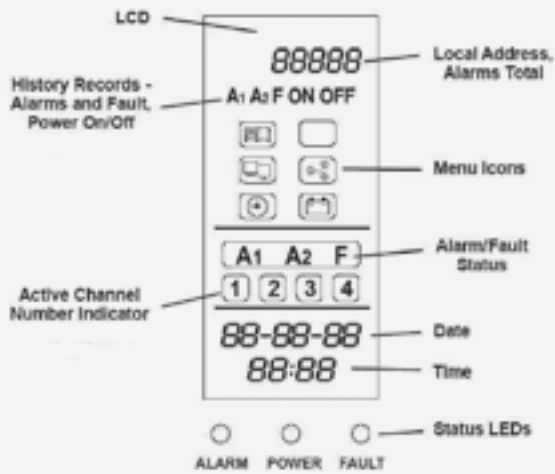 LCD
88888
Local Address,
Alarms Total
History Records -
Alarms and Fault,
Power On/Off
A1 A2 F ON OFF
Menu Icons
A1 A2 F
Alarm/Fault
Status
Active Channel
Number Indicator
1 2 3 4
88-88-88
Date
88:88
Time
Status LEDs
ALARM POWER FAULT